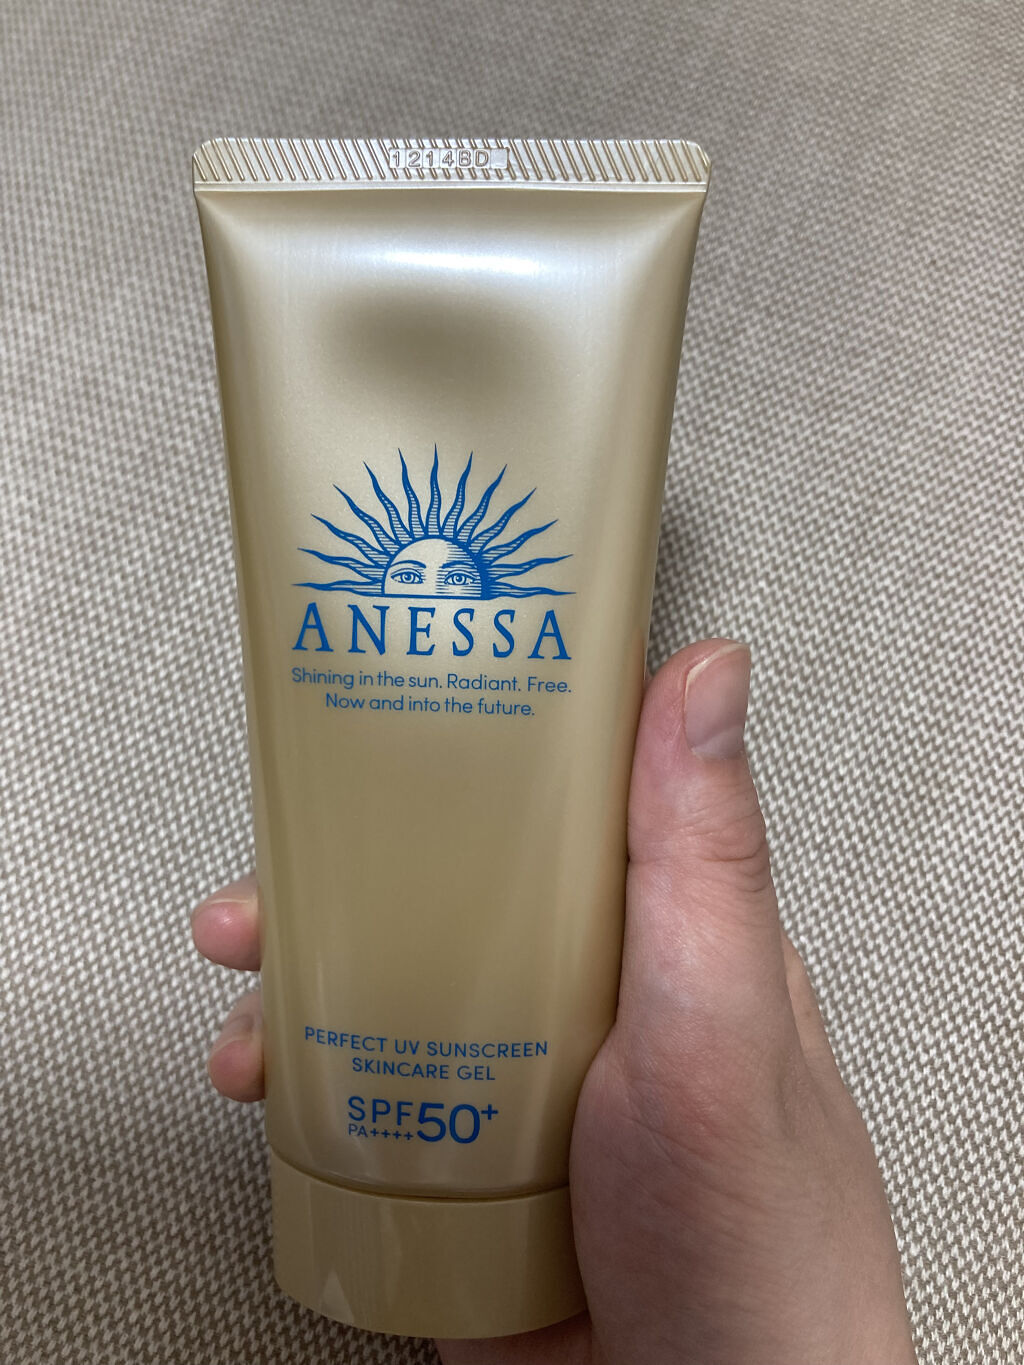 1214BD
ANESSA
Shining in the sun. Radiant. Free.
Now and into the future.
PERFECT UV SUNSCREEN
SKINCARE GEL
SPF50+
PA++++